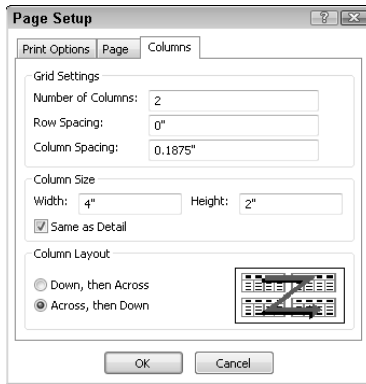 Page Setup
Print Options Page Columns
Grid Settings
Number of Columns: 2
Row Spacing: 0"
Column Spacing: 0.1875"
Column Size
Width: 4" Height: 2"
Same as Detail
Column Layout
Down, then Across
Across, then Down
OK Cancel